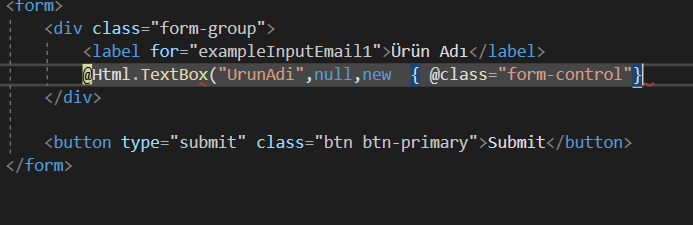 <form>
<div class="form-group">
<label for="exampleInputEmail1">Ürün Adı</label>
@Html.TextBox("UrunAdi",null,new  { @class="form-control"}
</div>
<button type="submit" class="btn btn-primary">Submit</button>
</form>